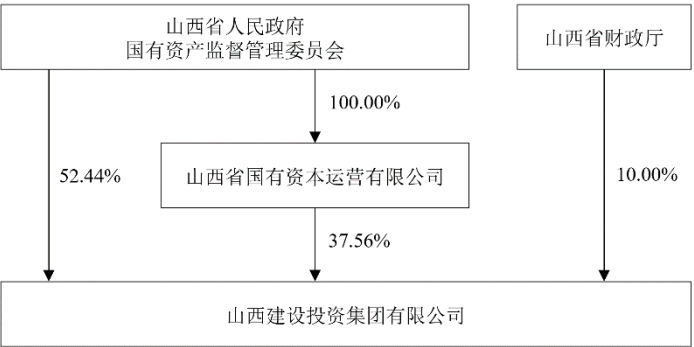 山西省人民政府
国有资产监督管理委员会
山西省财政厅
100.00%
山西省国有资本运营有限公司
52.44%
10.00%
37.56%
山西建设投资集团有限公司